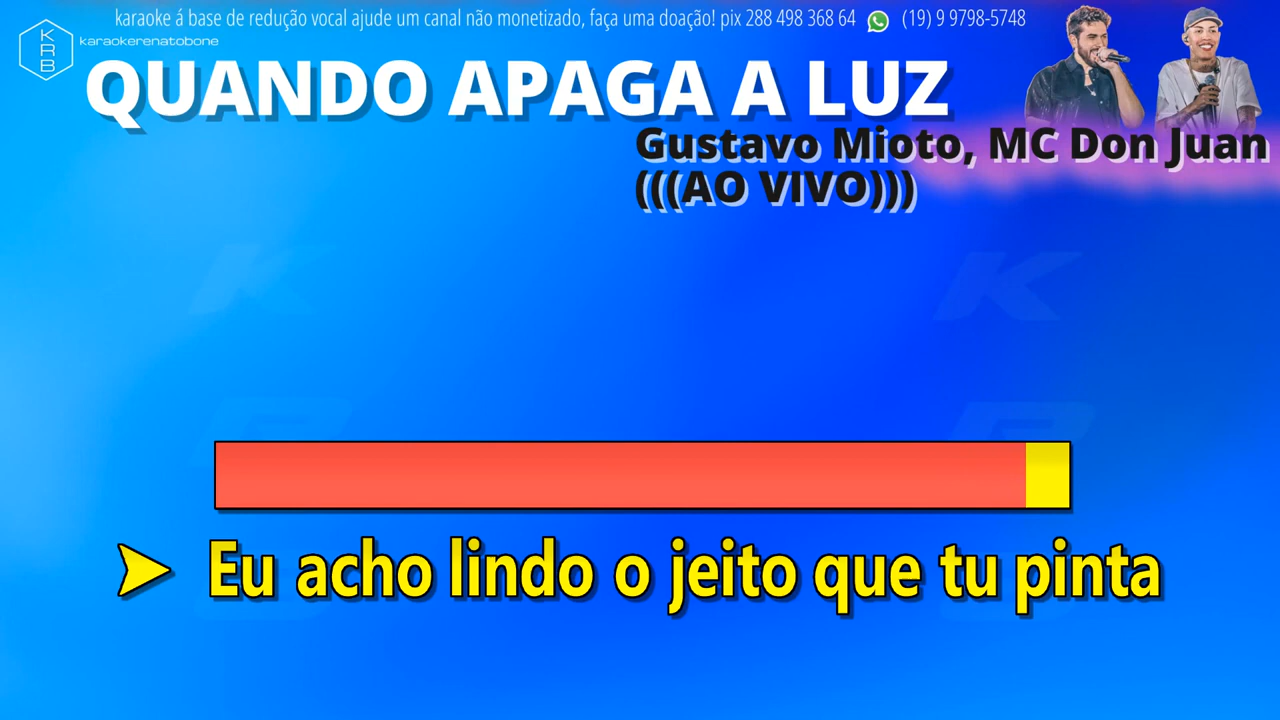 karaoke á base de redução vocal ajude um canal não monetizado, faça uma doação! pix 288 498 368 64 (19) 9 9798-5748
KRB
karaokerenatobone
QUANDO APAGA A LUZ
Gustavo Mioto, MC Don Juan
(((AO VIVO)))
K K
R R
Eu acho lindo o jeito que tu pinta